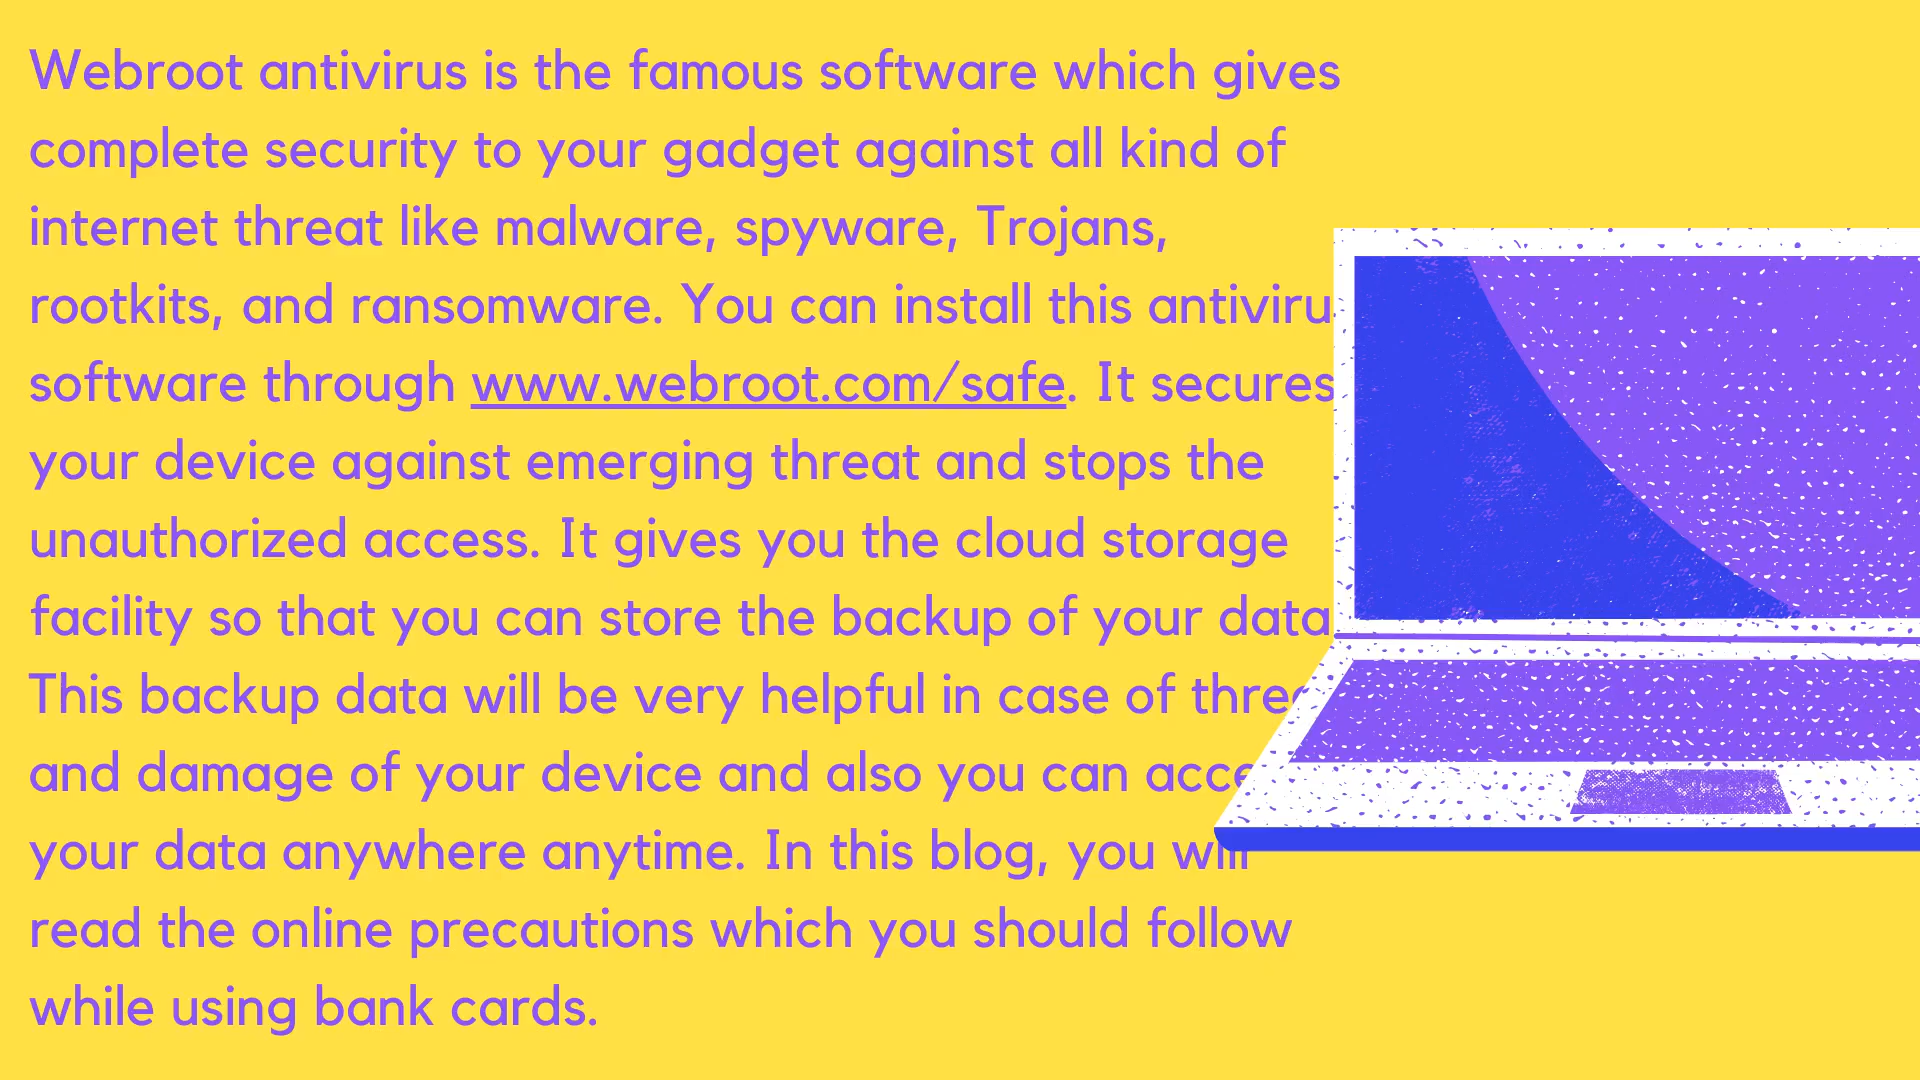 Webroot antivirus is the famous software which gives
complete security to your gadget against all kind of
internet threat like malware, spyware, Trojans,
rootkits, and ransomware. You can install this antiviru
software through www.webroot.com/safe. It secures
your device against emerging threat and stops the
unauthorized access. It gives you the cloud storage
facility so that you can store the backup of your data
This backup data will be very helpful in case of
and damage of your device and also you can
your data anywhere anytime. In this blog, you will
read the online precautions which you should follow
while using bank cards.